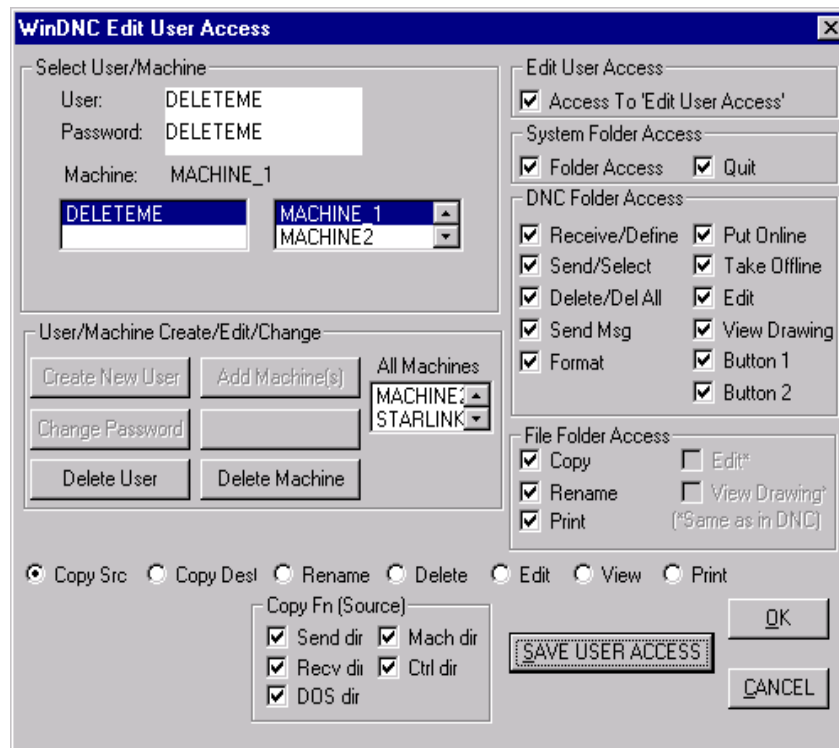 WinDNC Edit User Access
Select User/Machine
User: DELETEME
Password: DELETEME
Machine: MACHINE_1
DELETEME
MACHINE_1
MACHINE2
User/Machine Create/Edit/Change
Create New User Add Machine(s)
Change Password
Delete User Delete Machine
All Machines
MACHINE2
STARLINK
Edit User Access
Access To 'Edit User Access'
System Folder Access
Folder Access Quit
DNC Folder Access
Receive/Define Put Online
Send/Select Take Offline
Delete/Del All Edit
Send Msg View Drawing
Format Button 1
Button 2
File Folder Access
Copy Edit*
Rename View Drawing*
Print (*Same as in DNC)
Copy Src Copy Dest Rename Delete Edit View Print
Copy Fn (Source)
Send dir Mach dir
Recv dir Ctrl dir
DOS dir
SAVE USER ACCESS
OK
CANCEL